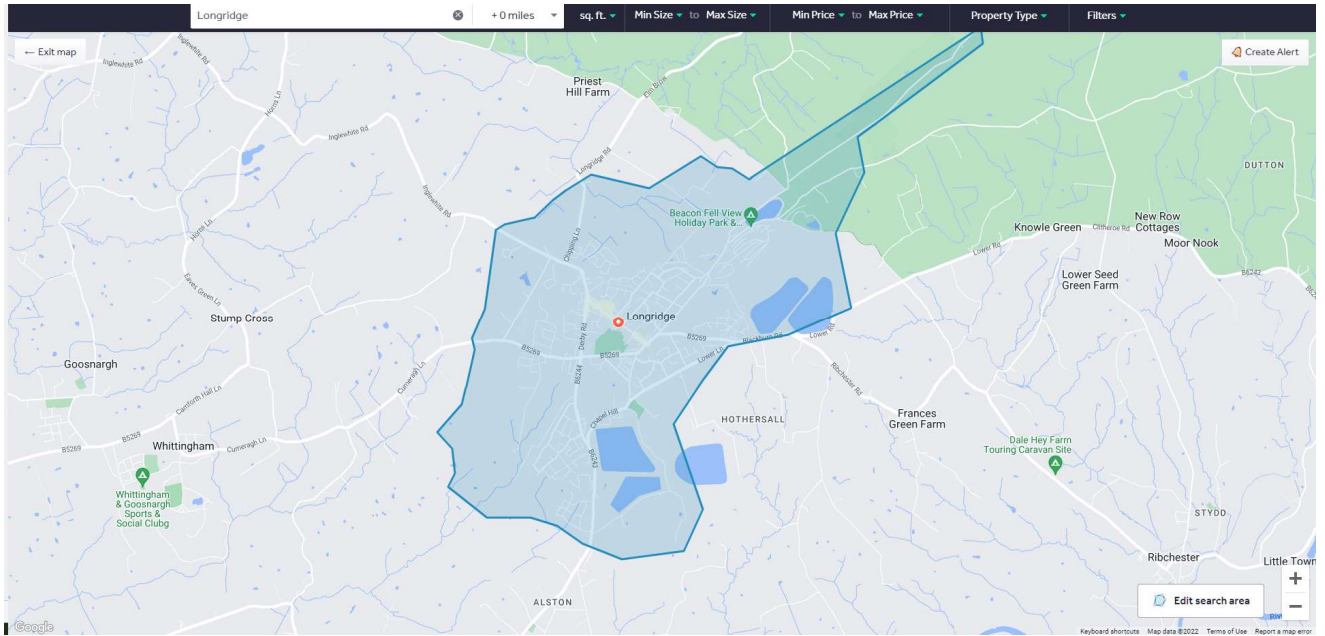 Longridge
+ 0 miles
sq. ft.
Min Size to Max Size
Min Price to Max Price
Property Type
Filters
← Exit map
Create Alert
Inglewhite Rd
Horns Ln
Inglewhite Rd
Priest
Hill Farm
Elm Brow
Longridge Rd
Inglewhite Rd
DUTTON
Beacon Fell View
Holiday Park &...
Horns Ln
Chipping Ln
Knowle Green
Clitheroe Rd
New Row
Cottages
Moor Nook
Lower Rd
Eaves Green Ln
Lower Seed
Green Farm
B6243
Stump Cross
Longridge
Derby Rd
B5269
Blackburn Rd
Lower Rd
B5269
B5269
Lower Ln
Goosnargh
Cumeragh Ln
B6244
Ribchester Rd
Camforth Hall Ln
Chapel Hill
HOTHERSALL
Frances
Green Farm
B5269
B5269
Whittingham
Cumeragh Ln
B6243
Dale Hey Farm
Touring Caravan Site
Whittingham
& Goosnargh
Sports &
Social Clubg
STYDD
Ribchester
Little Town
ALSTON
Edit search area
+
−
Google
Keyboard shortcuts
Map data ©2022
Terms of Use
Report a map error